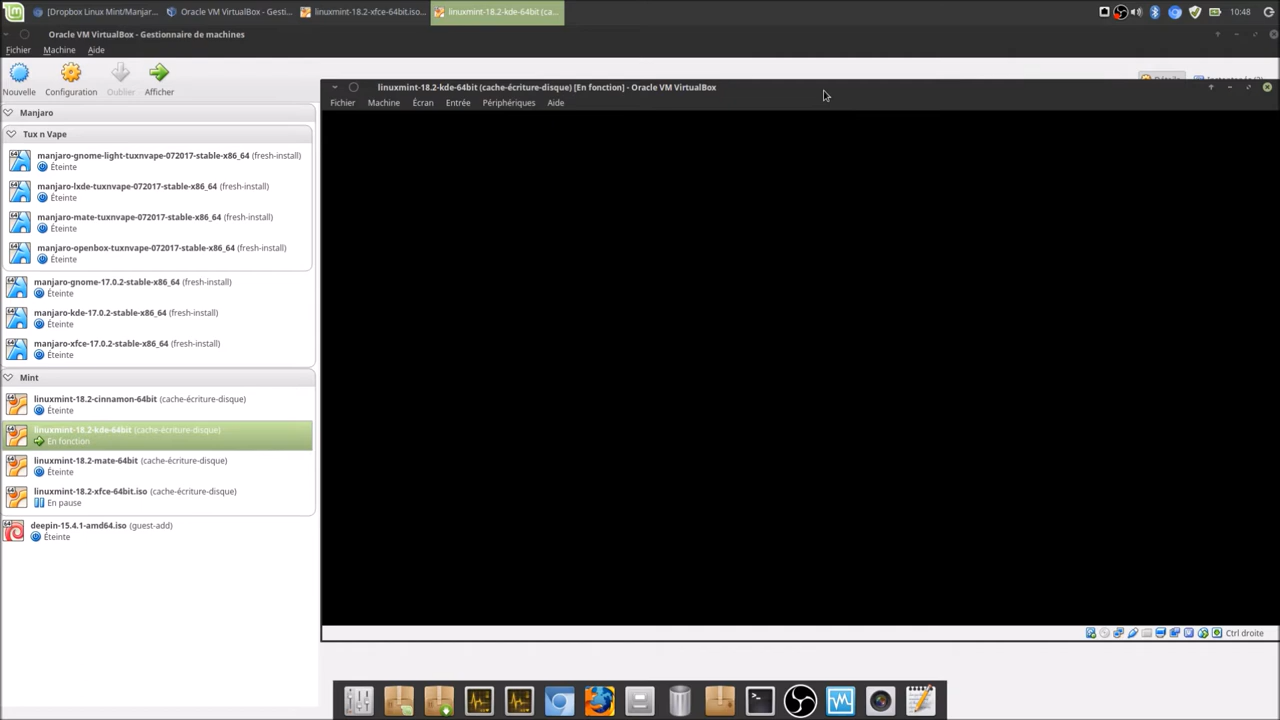 [Dropbox Linux Mint/Manjar...
Oracle VM VirtualBox - Gesti...
linuxmint-18.2-xfce-64bit.iso...
linuxmint-18.2-kde-64bit (ca...
10:48
Oracle VM VirtualBox - Gestionnaire de machines
Fichier Machine Aide
Nouvelle Configuration Oublier Afficher
Manjaro
Tux n Vape
manjaro-gnome-light-tuxnvape-072017-stable-x86_64 (fresh-install)
Éteinte
manjaro-lxde-tuxnvape-072017-stable-x86_64 (fresh-install)
Éteinte
manjaro-mate-tuxnvape-072017-stable-x86_64 (fresh-install)
Éteinte
manjaro-openbox-tuxnvape-072017-stable-x86_64 (fresh-install)
Éteinte
manjaro-gnome-17.0.2-stable-x86_64 (fresh-install)
Éteinte
manjaro-kde-17.0.2-stable-x86_64 (fresh-install)
Éteinte
manjaro-xfce-17.0.2-stable-x86_64 (fresh-install)
Éteinte
Mint
linuxmint-18.2-cinnamon-64bit (cache-écriture-disque)
Éteinte
linuxmint-18.2-kde-64bit (cache-écriture-disque)
En fonction
linuxmint-18.2-mate-64bit (cache-écriture-disque)
Éteinte
linuxmint-18.2-xfce-64bit.iso (cache-écriture-disque)
En pause
deepin-15.4.1-amd64.iso (guest-add)
Éteinte
linuxmint-18.2-kde-64bit (cache-écriture-disque) [En fonction] - Oracle VM VirtualBox
Fichier Machine Écran Entrée Périphériques Aide
Ctrl droite